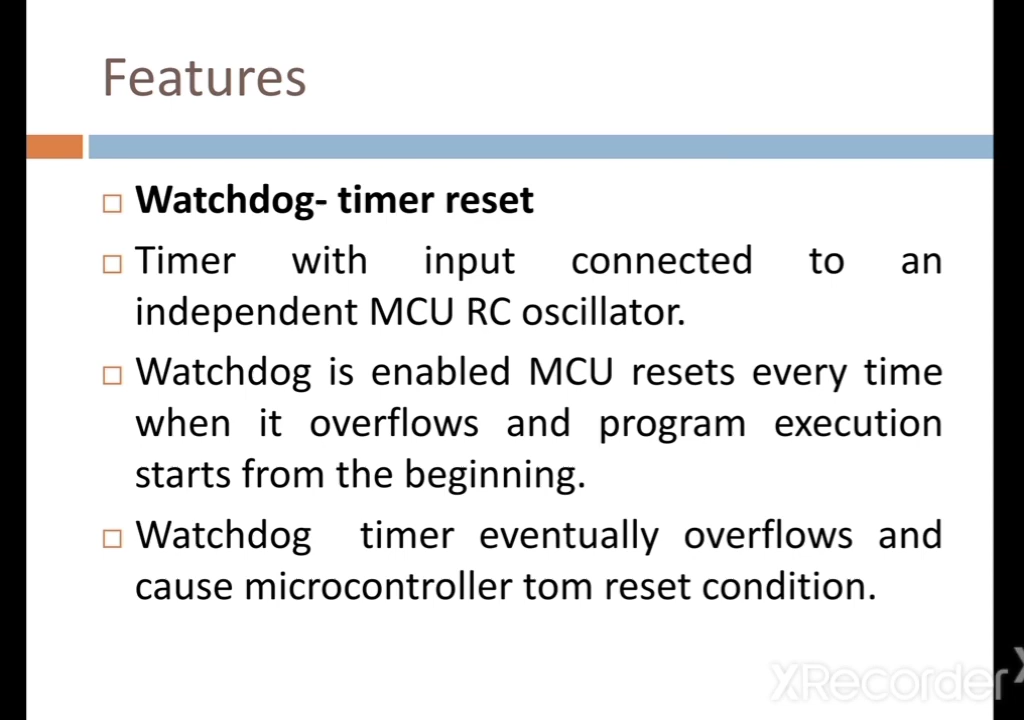 Features
Watchdog- timer reset
Timer with input connected to an
independent MCU RC oscillator.
Watchdog is enabled MCU resets every time
when it overflows and program execution
starts from the beginning.
Watchdog timer eventually overflows and
cause microcontroller tom reset condition.
XRecorder